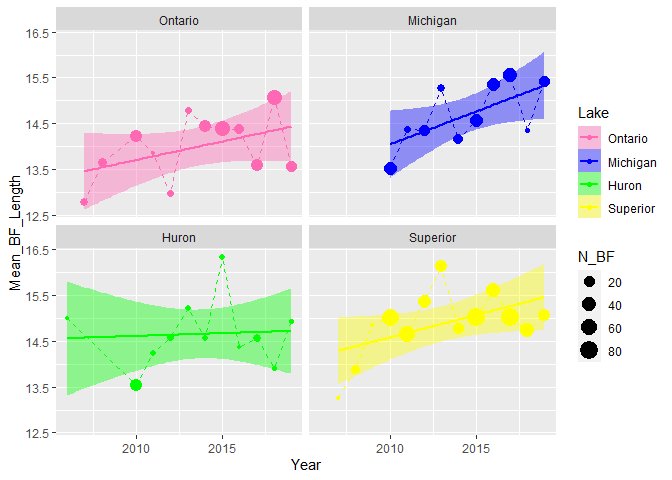 Ontario Michigan
16.5
15.5
14.5
13.5
12.5
Huron Superior
16.5
15.5
14.5
13.5
12.5
2010 2015 2010 2015
Year
Mean_BF_Length
Lake
Ontario
Michigan
Huron
Superior
N_BF
20
40
60
80